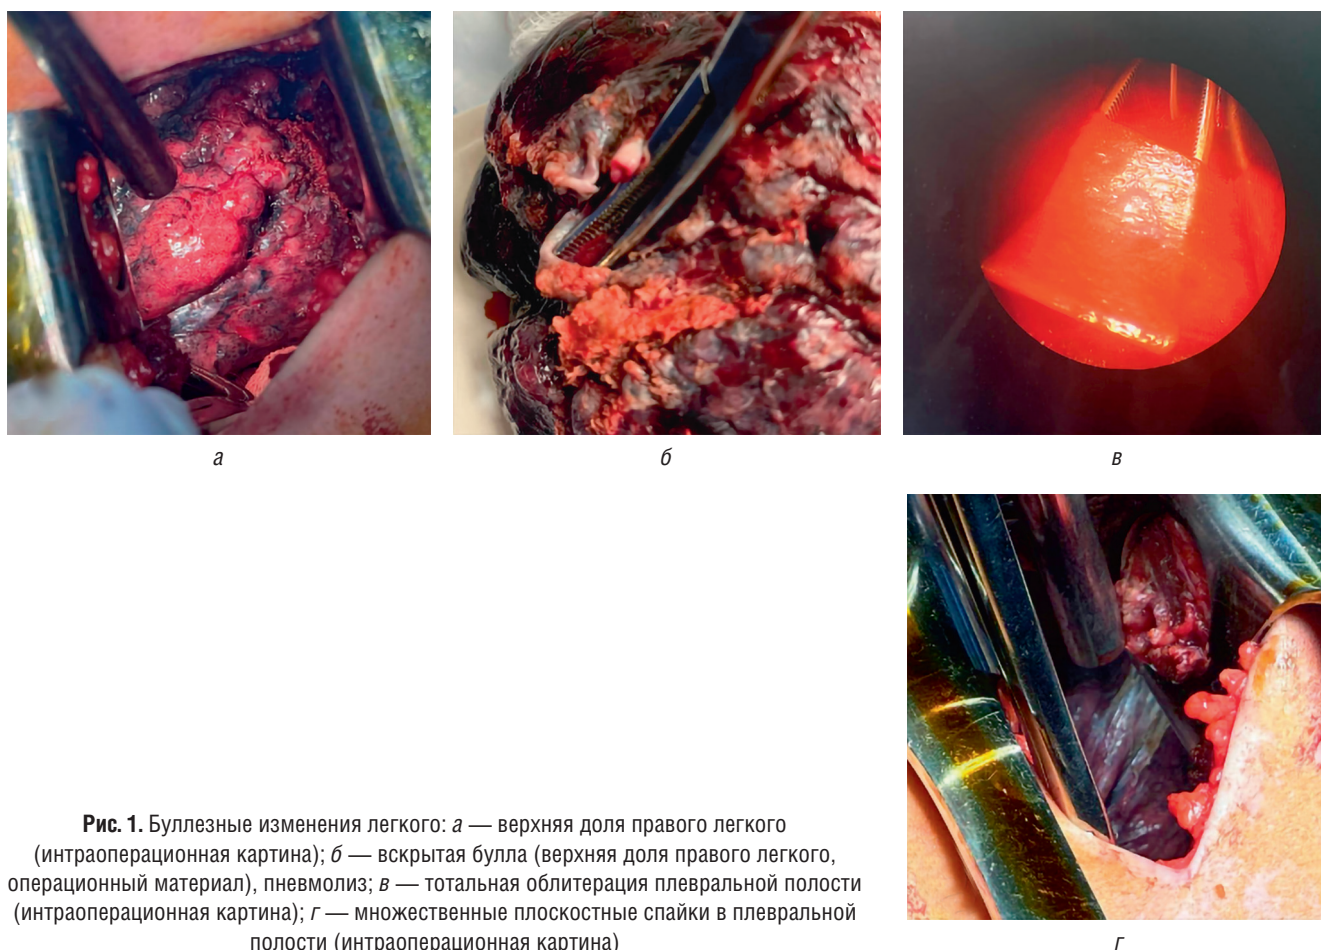 а
б
в
г
Рис. 1. Буллезные изменения легкого: а — верхняя доля правого легкого
(интраоперационная картина); б — вскрытая булла (верхняя доля правого легкого,
операционный материал), пневмолиз; в — тотальная облитерация плевральной полости
(интраоперационная картина); г — множественные плоскостные спайки в плевральной
полости (интраоперационная картина)